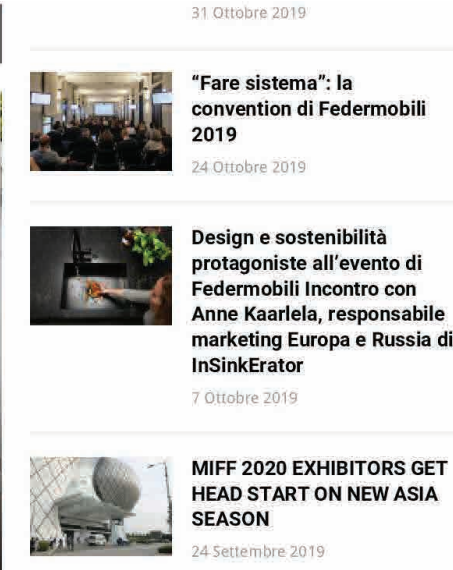 31 Ottobre 2019
“Fare sistema”: la
convention di Federmobili
2019
24 Ottobre 2019
Design e sostenibilità
protagoniste all’evento di
Federmobili Incontro con
Anne Kaarlela, responsabile
marketing Europa e Russia di
InSinkErator
7 Ottobre 2019
MIFF 2020 EXHIBITORS GET
HEAD START ON NEW ASIA
SEASON
24 Settembre 2019